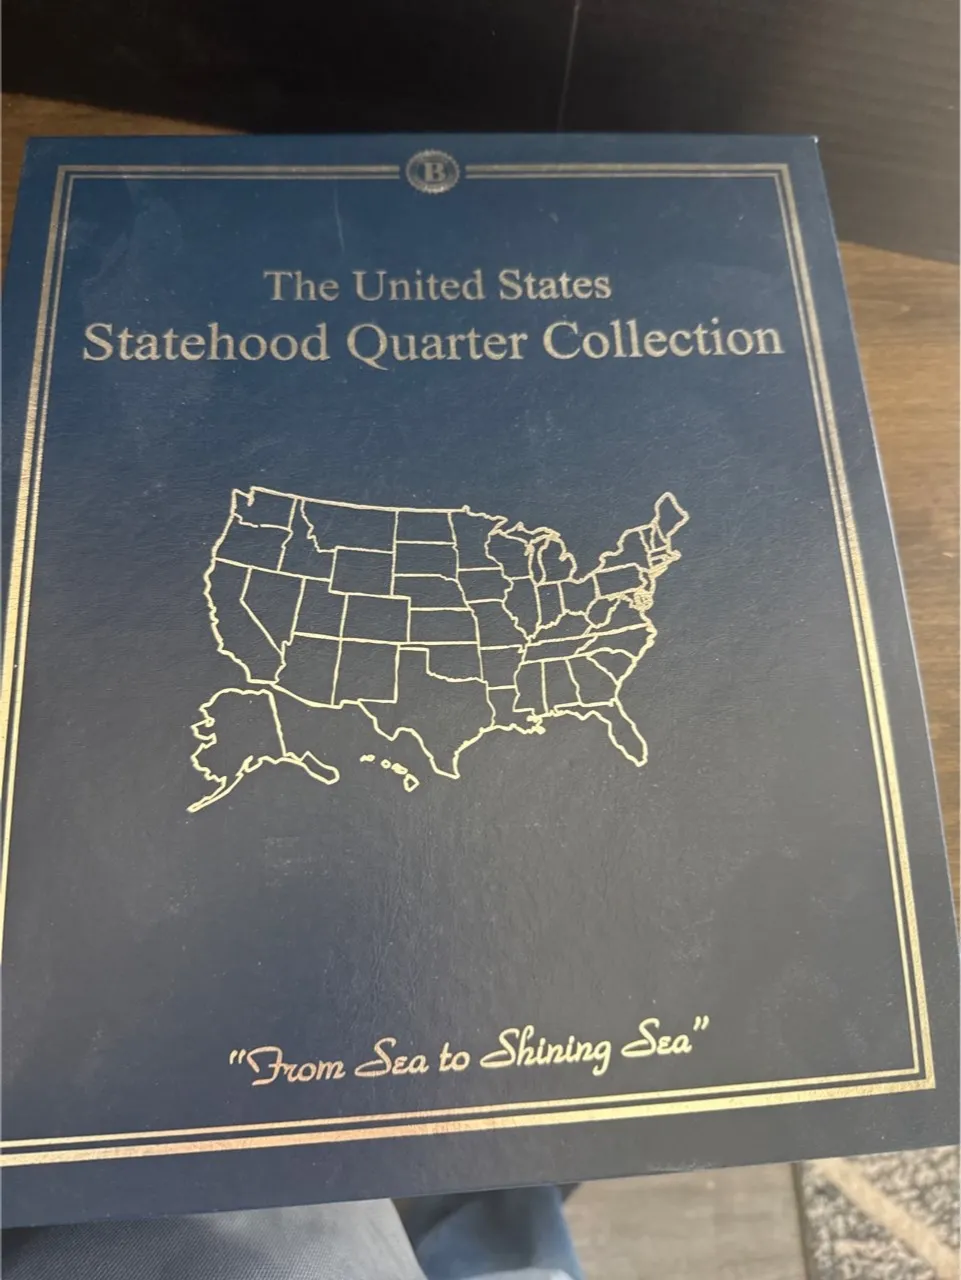 B
The United States
Statehood Quarter Collection
"From Sea to Shining Sea"